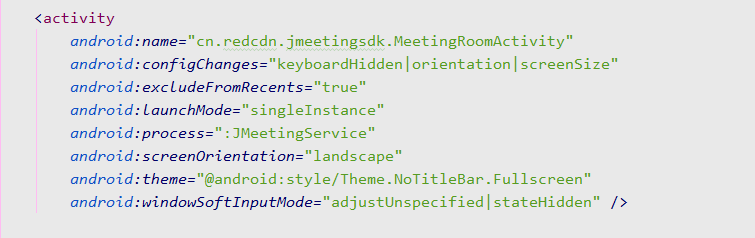 <activity
android:name="cn.redcdn.jmeetingsdk.MeetingRoomActivity"
android:configChanges="keyboardHidden|orientation|screenSize"
android:excludeFromRecents="true"
android:launchMode="singleInstance"
android:process=":JMeetingService"
android:screenOrientation="landscape"
android:theme="@android:style/Theme.NoTitleBar.Fullscreen"
android:windowSoftInputMode="adjustUnspecified|stateHidden" />